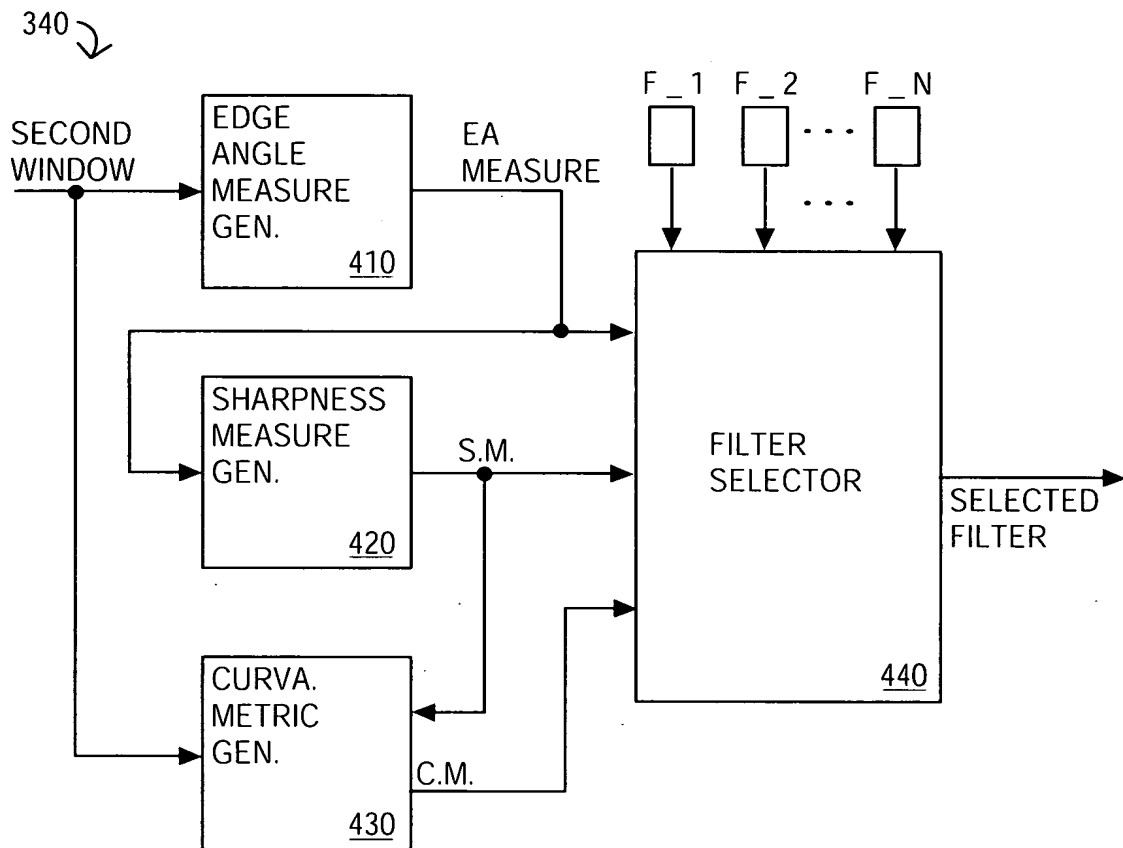 340
F_1 F_2 F_N
. . .
SECOND
WINDOW
EDGE
ANGLE
MEASURE
GEN.
410
EA
MEASURE
. . .
SHARPNESS
MEASURE
GEN.
420
S.M.
FILTER
SELECTOR
440
SELECTED
FILTER
CURVA.
METRIC
GEN.
430
C.M.